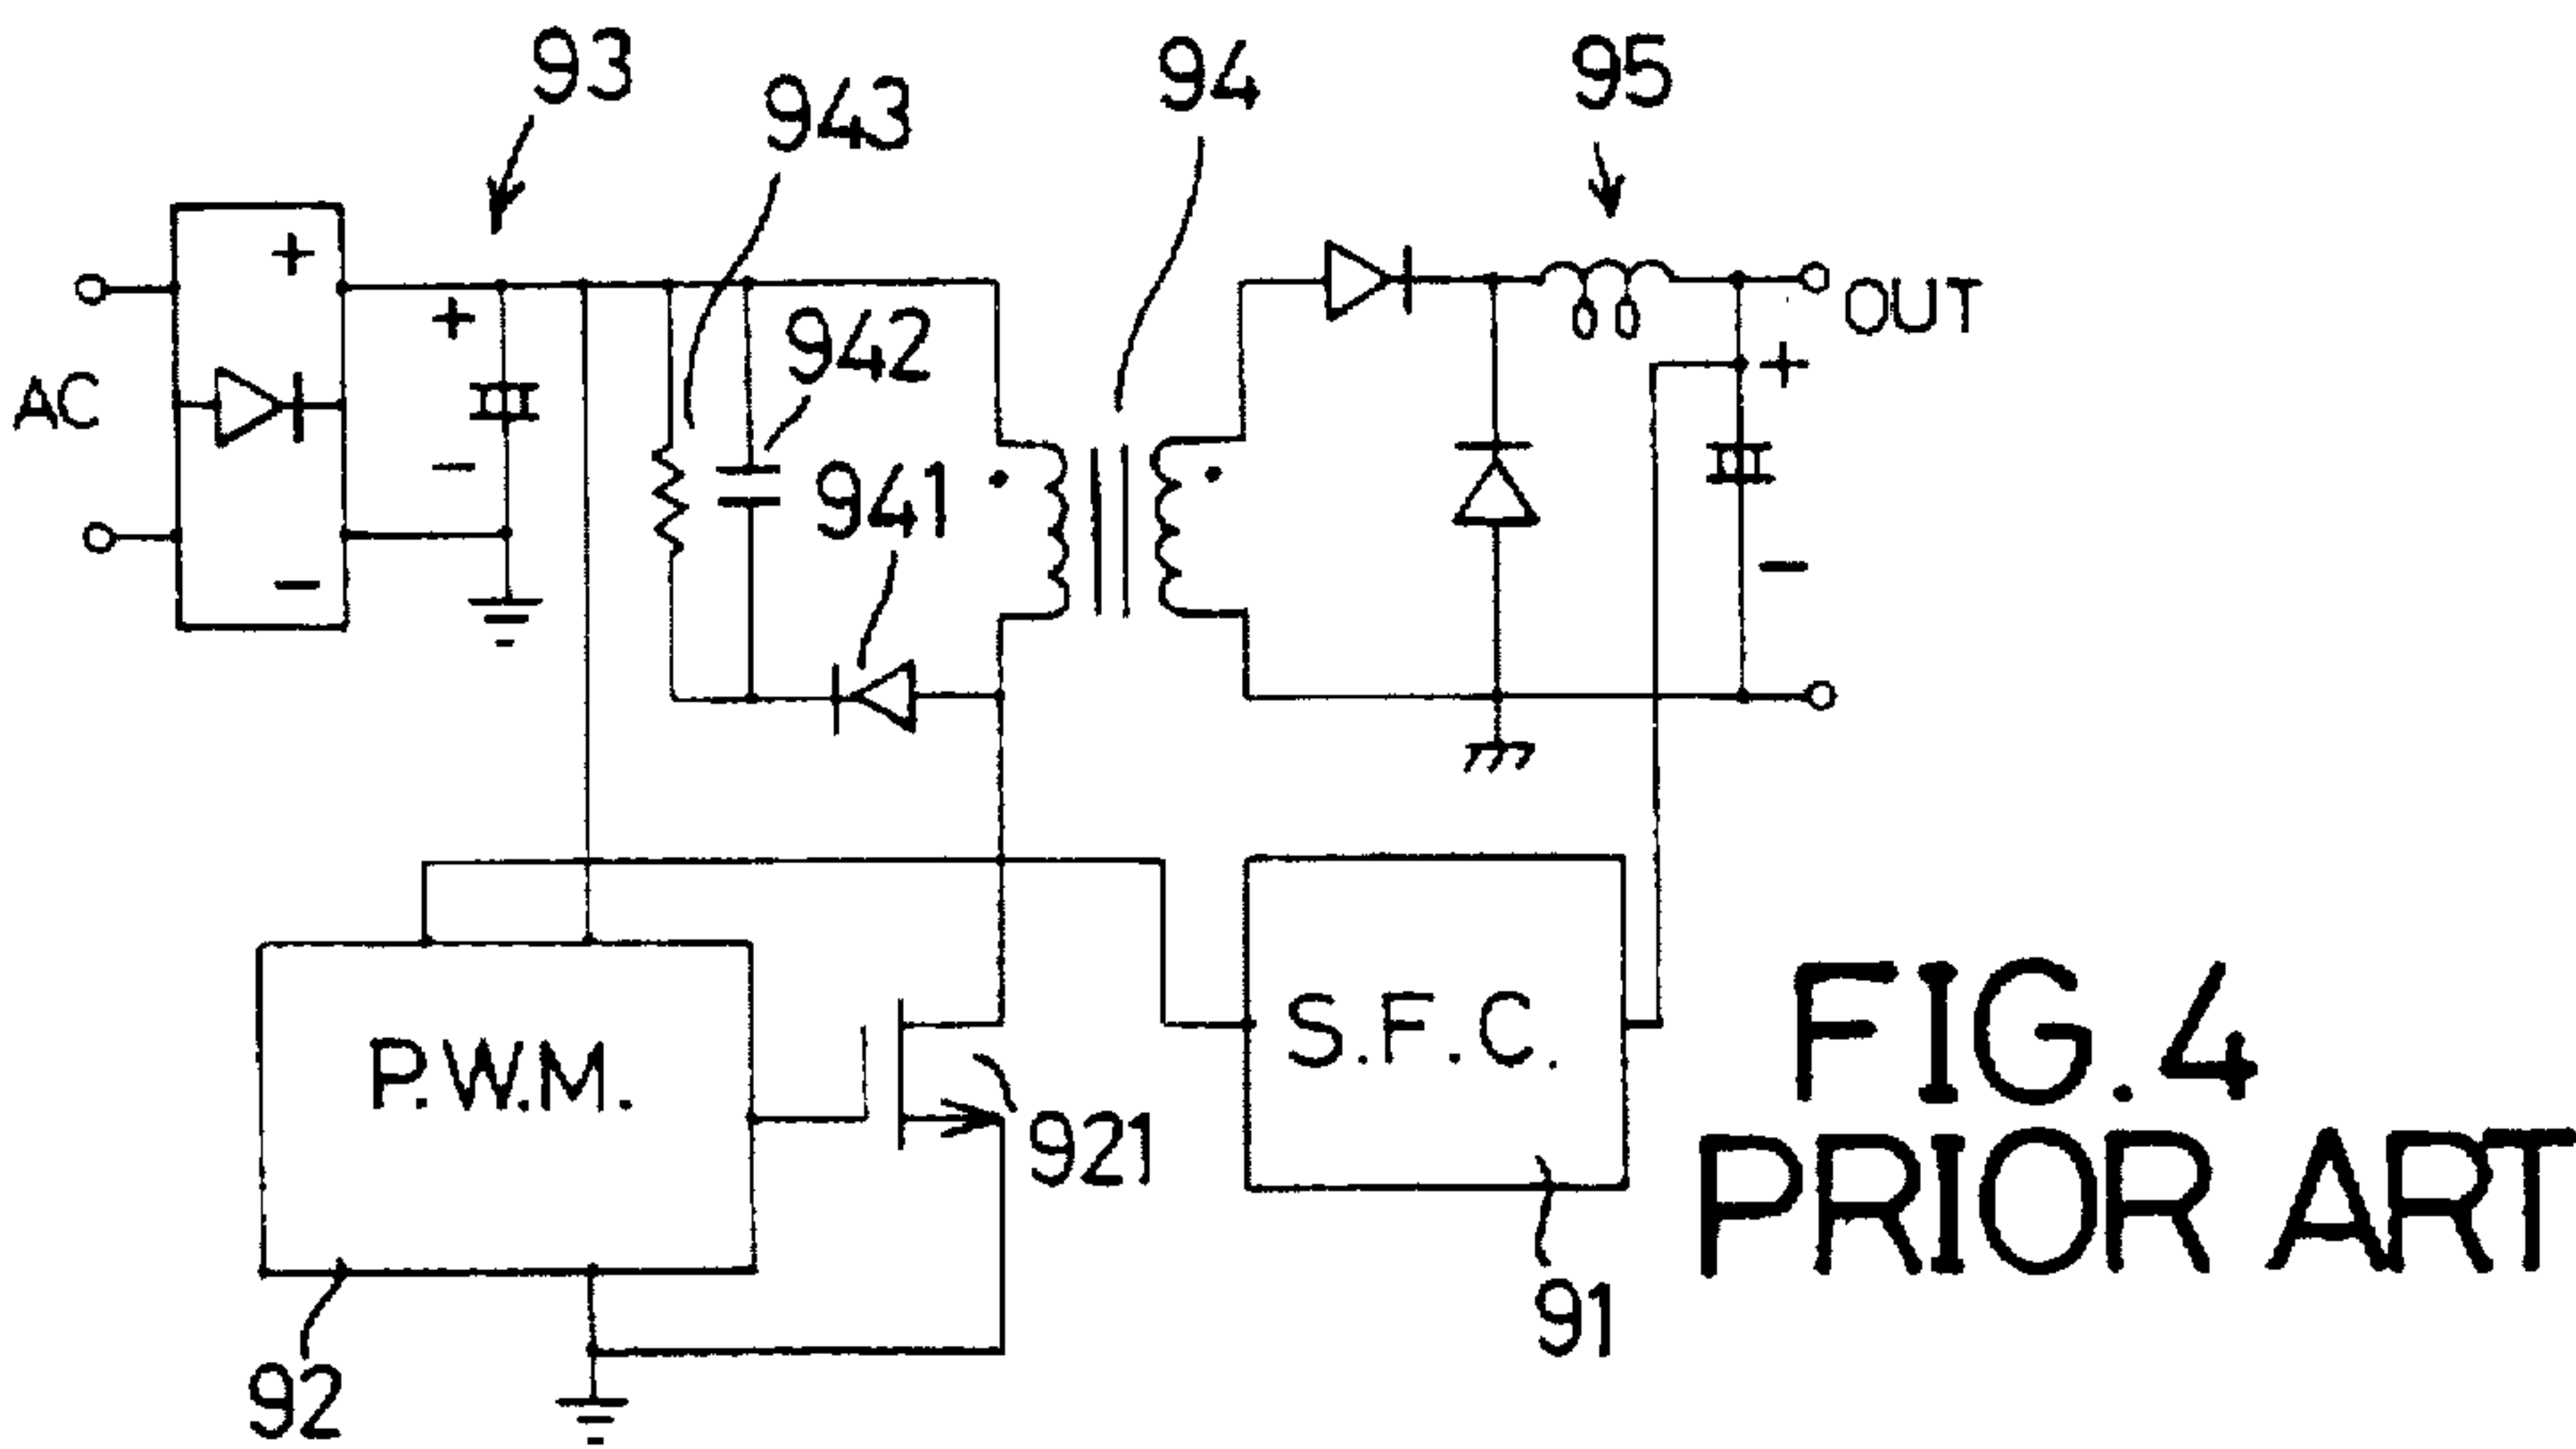 93
943
94
95
+
+
942
OUT
+
AC
941
-
-
-
P.W.M.
S.F.C.
921
91
92
FIG.4
PRIOR ART